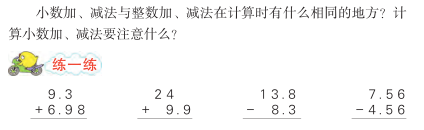 小数加、减法与整数加、减法在计算时有什么相同的地方？计
算小数加、减法要注意什么？
练一练
9.3 24 13.8 7.56
+6.98 + 9.9 - 8.3 -4.56